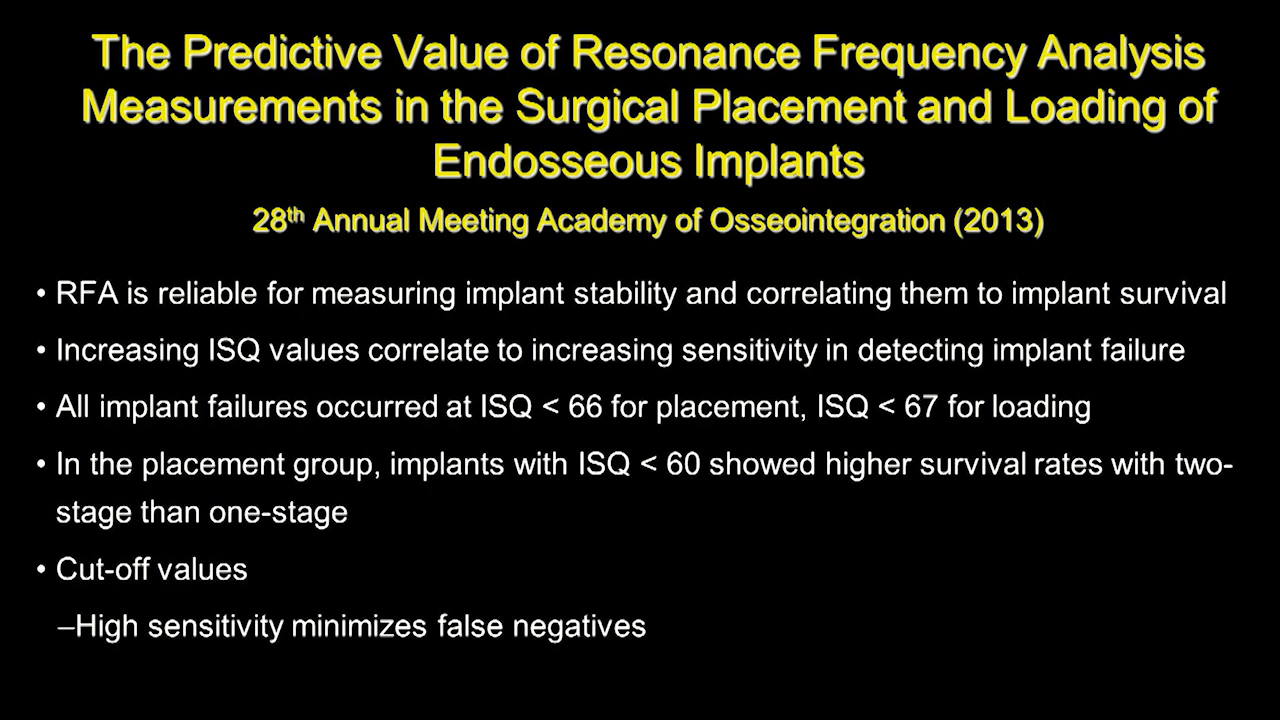 The Predictive Value of Resonance Frequency Analysis
Measurements in the Surgical Placement and Loading of
Endosseous Implants
28th Annual Meeting Academy of Osseointegration (2013)
• RFA is reliable for measuring implant stability and correlating them to implant survival
• Increasing ISQ values correlate to increasing sensitivity in detecting implant failure
• All implant failures occurred at ISQ < 66 for placement, ISQ < 67 for loading
• In the placement group, implants with ISQ < 60 showed higher survival rates with two-
stage than one-stage
• Cut-off values
–High sensitivity minimizes false negatives